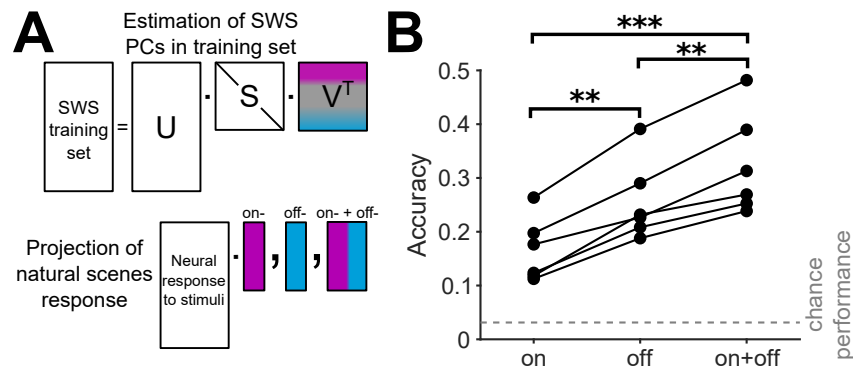 A
Estimation of SWS
PCs in training set
SWS
training
set
=
U
·
S
·
V^T
Projection of
natural scenes
response
Neural
response
to stimuli
·
on-
,
off-
,
on- + off-
B
***
**
**
Accuracy
0.5
0.4
0.3
0.2
0.1
0
on
off
on+off
chance
performance